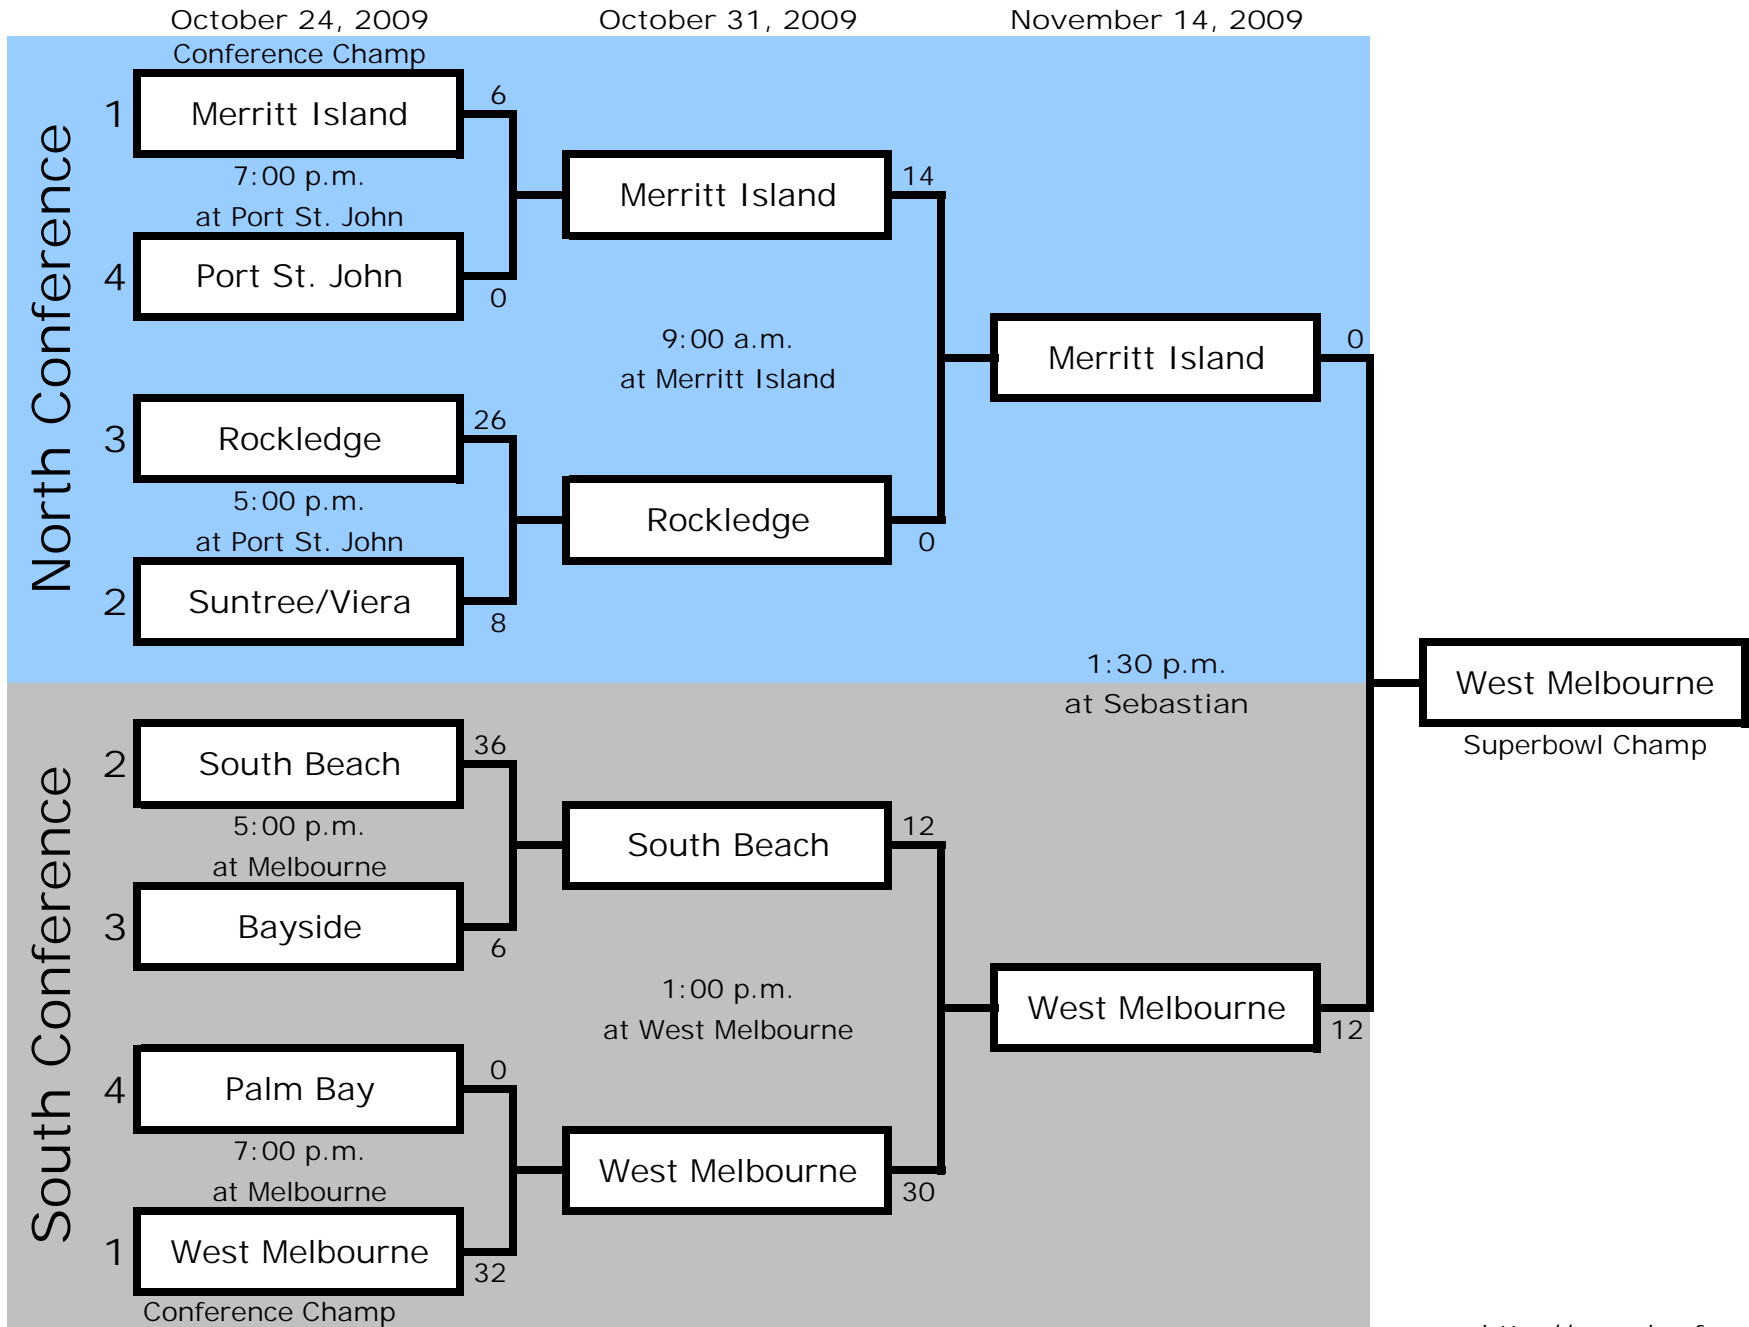 October 24, 2009
October 31, 2009
November 14, 2009
North Conference
Conference Champ
1
Merritt Island
6
7:00 p.m.
at Port St. John
4
Port St. John
0
3
Rockledge
26
5:00 p.m.
at Port St. John
2
Suntree/Viera
8
Merritt Island
14
9:00 a.m.
at Merritt Island
Rockledge
0
Merritt Island
0
1:30 p.m.
at Sebastian
West Melbourne
Superbowl Champ
South Conference
2
South Beach
36
5:00 p.m.
at Melbourne
3
Bayside
6
4
Palm Bay
0
7:00 p.m.
at Melbourne
1
West Melbourne
32
Conference Champ
South Beach
12
1:00 p.m.
at West Melbourne
West Melbourne
30
West Melbourne
12